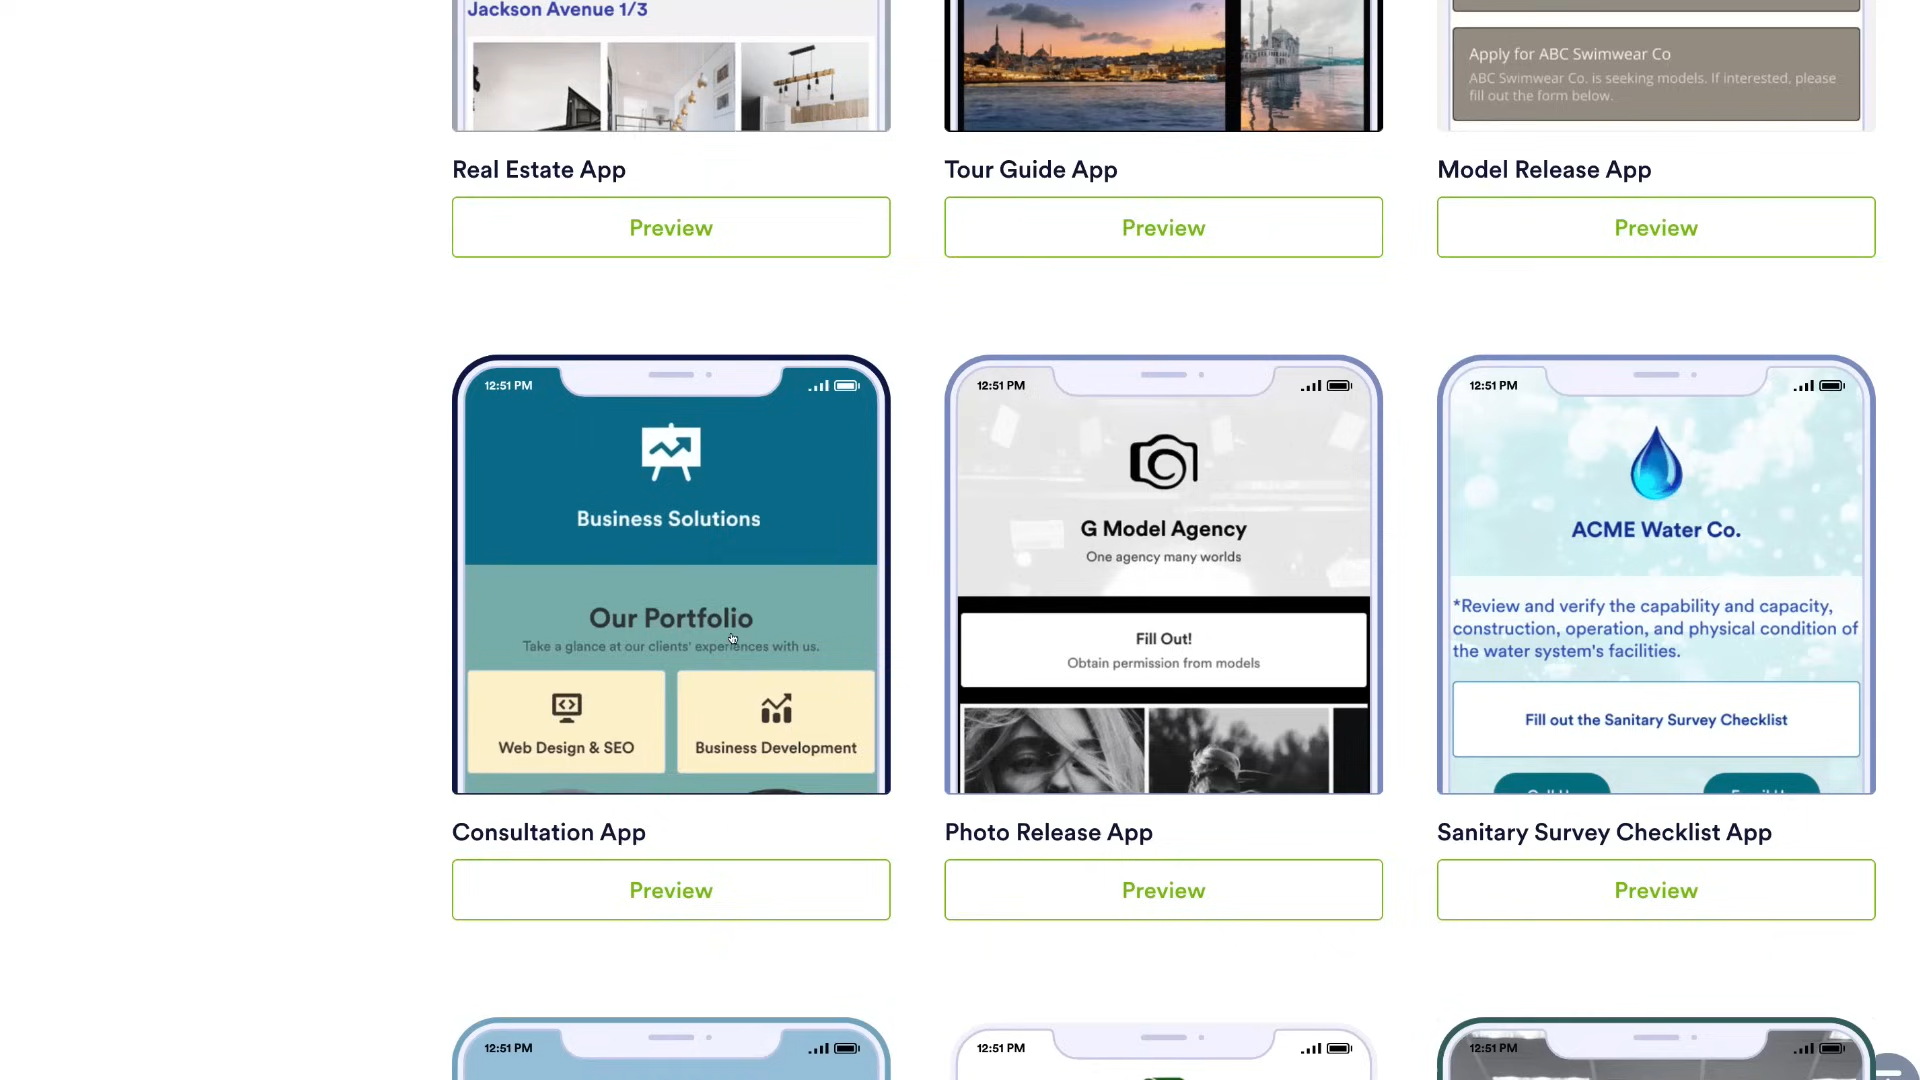 Jackson Avenue 1/3
Apply for ABC Swimwear Co
ABC Swimwear Co. is seeking models. If interested, please
fill out the form below.
Real Estate App
Tour Guide App
Model Release App
Preview
Preview
Preview
12:51 PM
Business Solutions
Our Portfolio
Take a glance at our clients' experiences with us.
Web Design & SEO
Business Development
12:51 PM
G Model Agency
One agency many worlds
Fill Out!
Obtain permission from models
12:51 PM
ACME Water Co.
*Review and verify the capability and capacity,
construction, operation, and physical condition of
the water system's facilities.
Fill out the Sanitary Survey Checklist
Consultation App
Photo Release App
Sanitary Survey Checklist App
Preview
Preview
Preview
12:51 PM
12:51 PM
12:51 PM